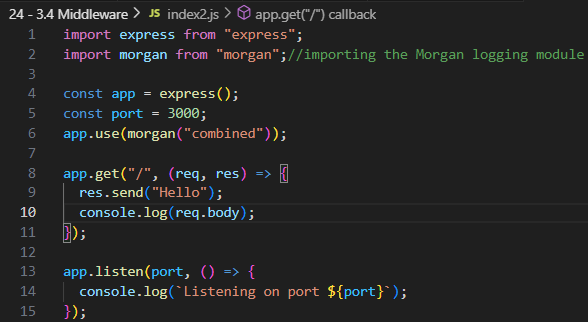 24 - 3.4 Middleware > JS index2.js > app.get("/") callback
1 import express from "express";
2 import morgan from "morgan";//importing the Morgan logging module
3
4 const app = express();
5 const port = 3000;
6 app.use(morgan("combined"));
7
8 app.get("/", (req, res) => {
9   res.send("Hello");
10   console.log(req.body);
11 });
12
13 app.listen(port, () => {
14   console.log(`Listening on port ${port}`);
15 });